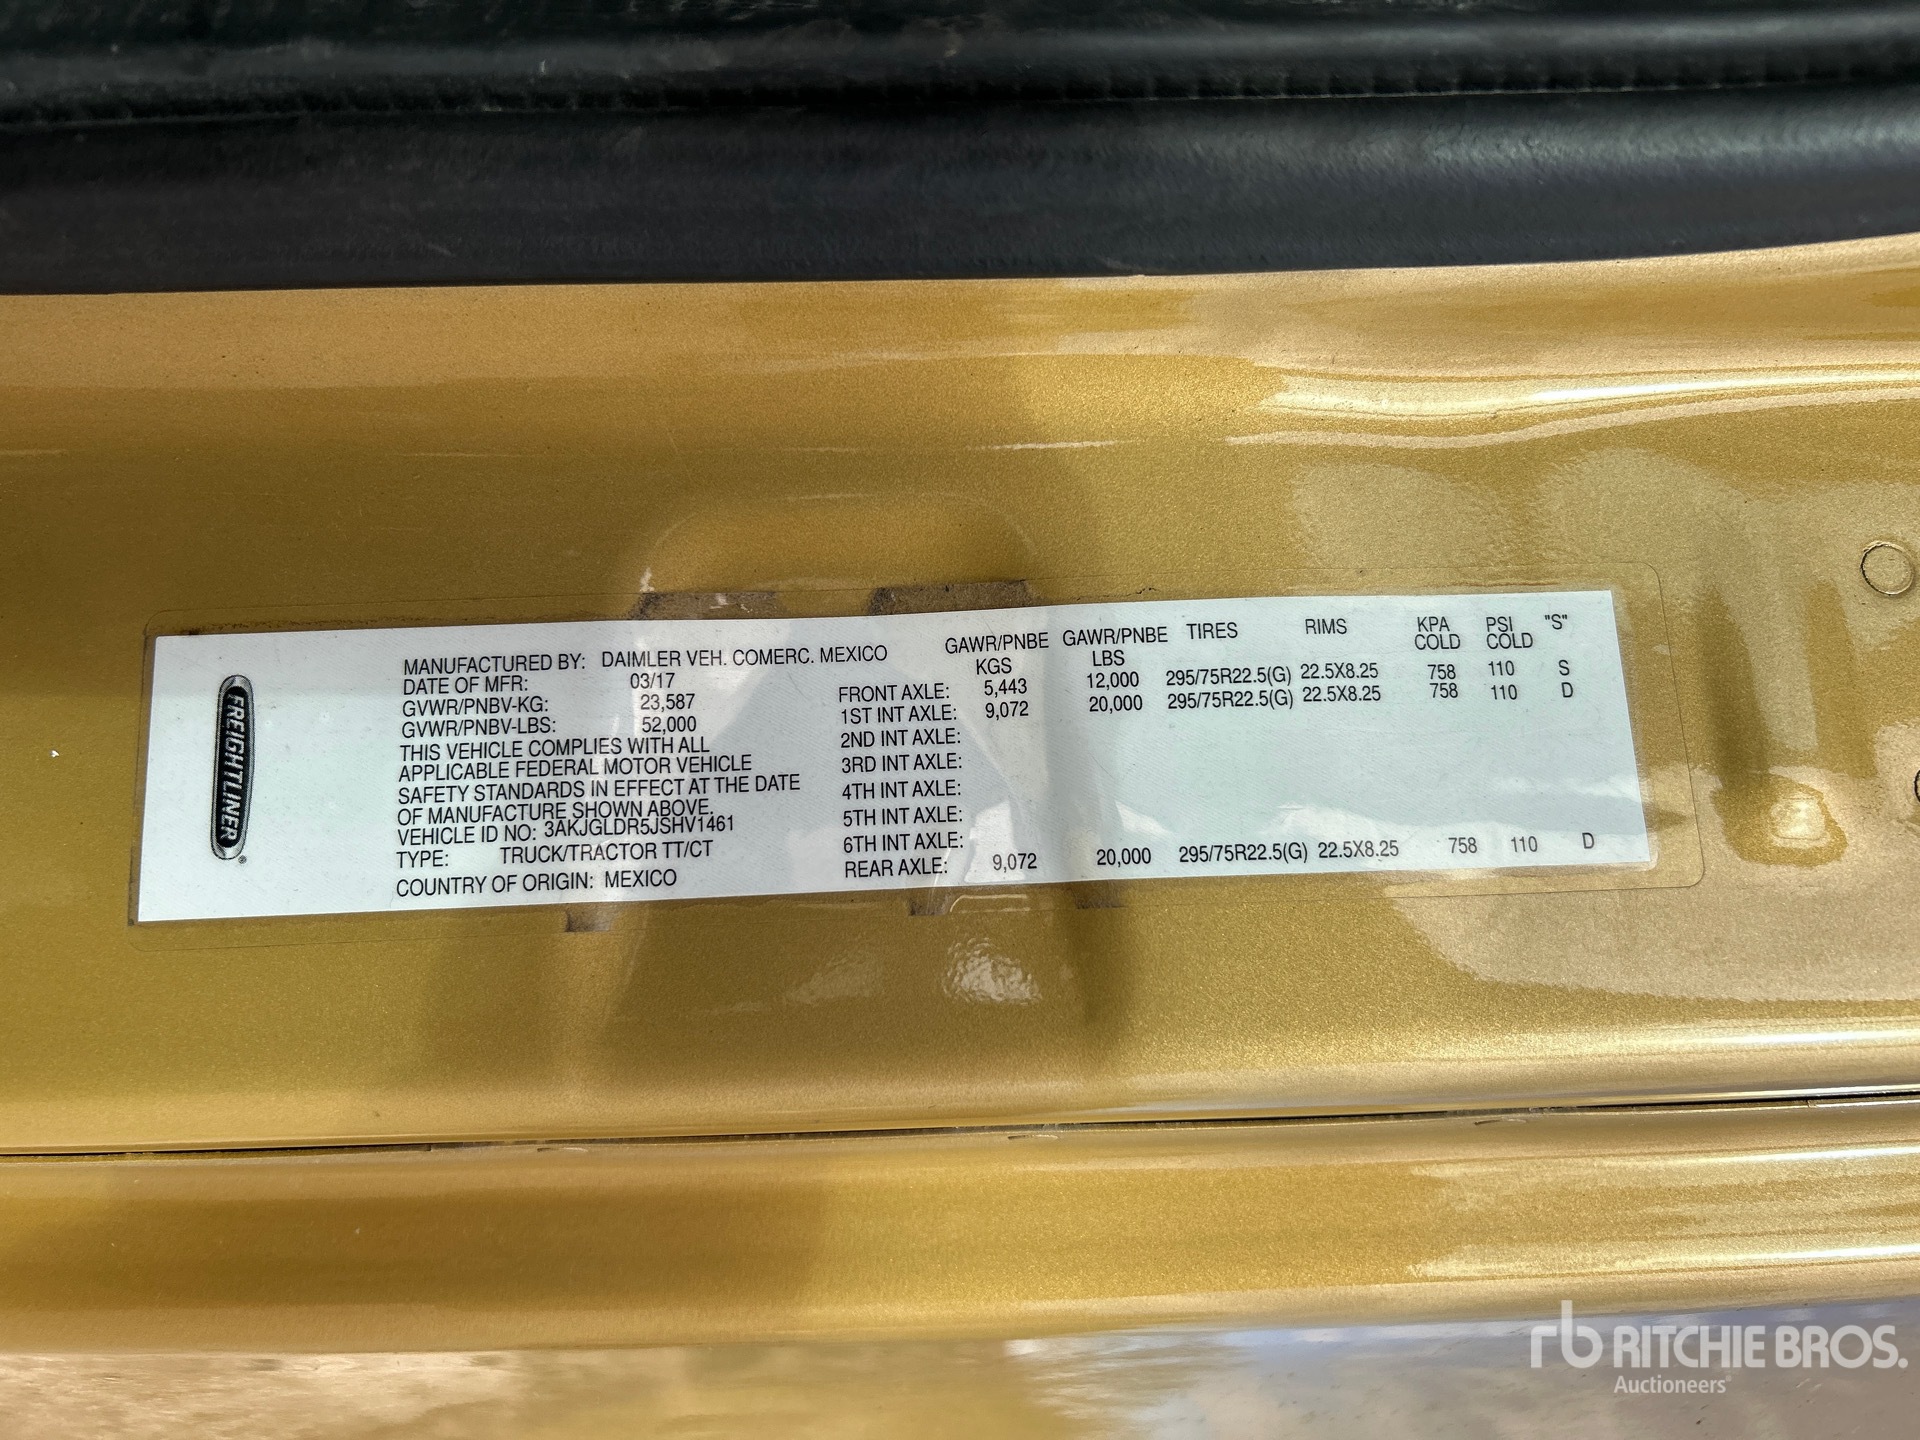 FREIGHTLINER
MANUFACTURED BY: DAIMLER VEH. COMERC. MEXICO
DATE OF MFR: 03/17
GVWR/PNBV-KG: 23,587
GVWR/PNBV-LBS: 52,000
THIS VEHICLE COMPLIES WITH ALL
APPLICABLE FEDERAL MOTOR VEHICLE
SAFETY STANDARDS IN EFFECT AT THE DATE
OF MANUFACTURE SHOWN ABOVE.
VEHICLE ID NO: 3AKJGLDR5JSHV1461
TYPE: TRUCK/TRACTOR TT/CT
COUNTRY OF ORIGIN: MEXICO
GAWR/PNBE KGS GAWR/PNBE LBS TIRES RIMS KPA COLD PSI COLD "S"
FRONT AXLE: 5,443 12,000 295/75R22.5(G) 22.5X8.25 758 110 S
1ST INT AXLE: 9,072 20,000 295/75R22.5(G) 22.5X8.25 758 110 D
2ND INT AXLE:
3RD INT AXLE:
4TH INT AXLE:
5TH INT AXLE:
6TH INT AXLE:
REAR AXLE: 9,072 20,000 295/75R22.5(G) 22.5X8.25 758 110 D
rb RITCHIE BROS.
Auctioneers